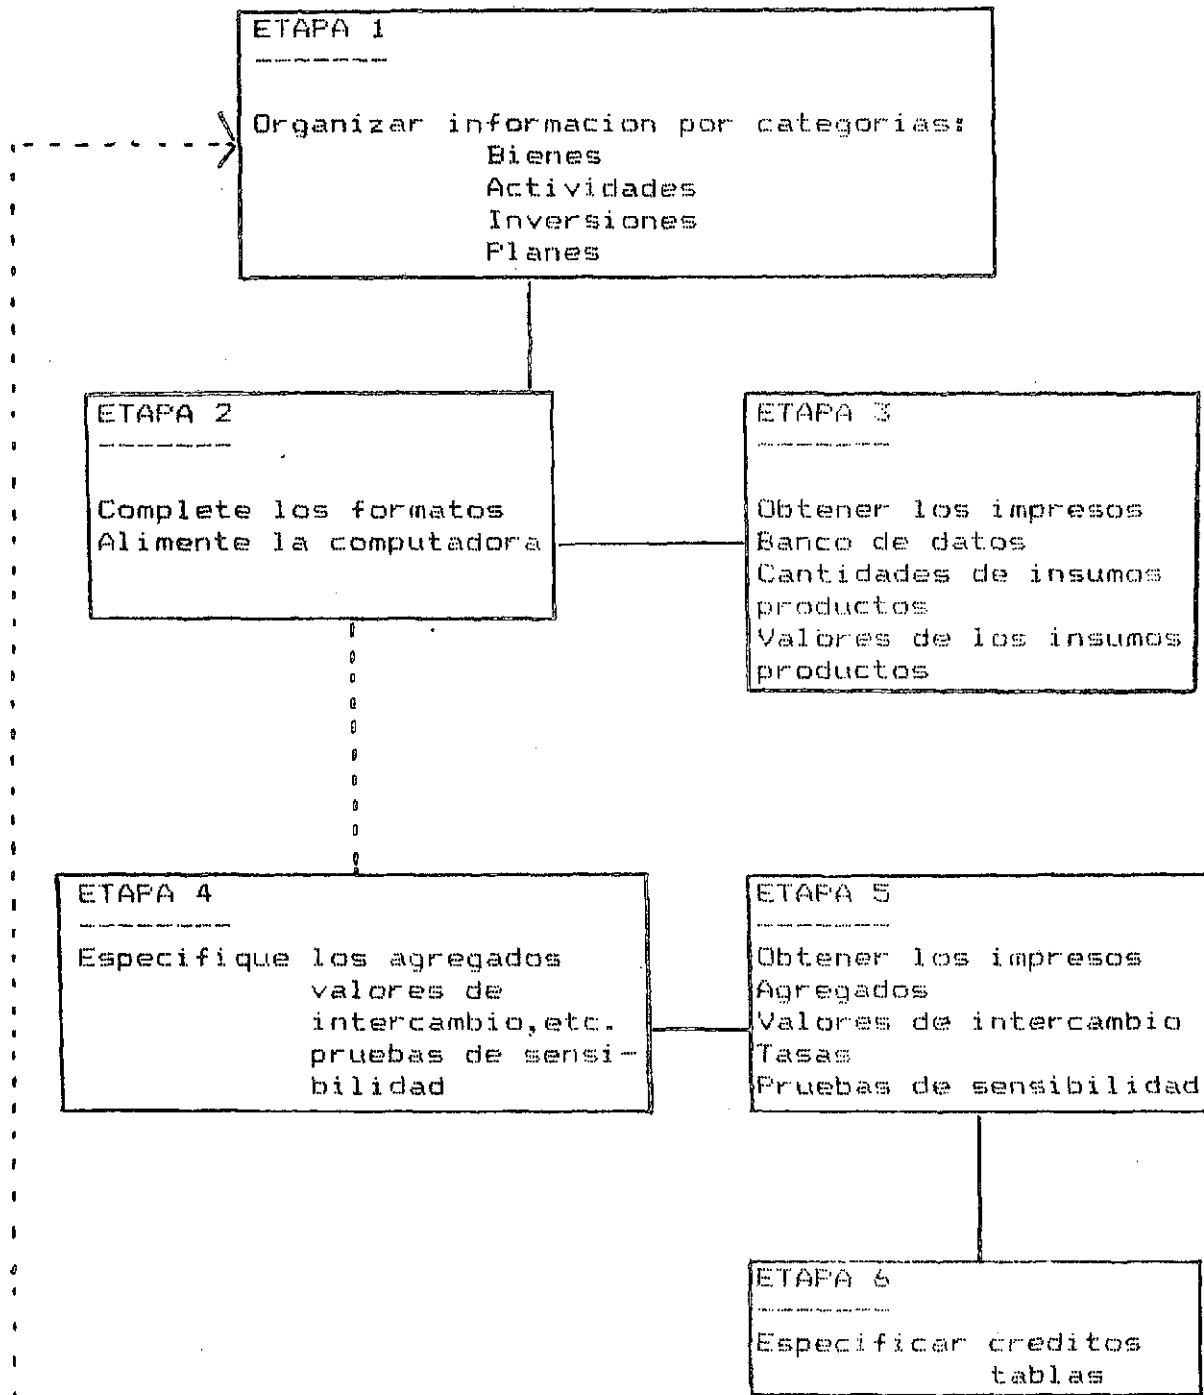 ETAPA 1
Organizar informacion por categorias:
Bienes
Actividades
Inversiones
Planes
ETAPA 2
Complete los formatos
Alimente la computadora
ETAPA 3
Obtener los impresos
Banco de datos
Cantidades de insumos
productos
Valores de los insumos
productos
ETAPA 4
Especifique los agregados
valores de
intercambio,etc.
pruebas de sensi-
bilidad
ETAPA 5
Obtener los impresos
Agregados
Valores de intercambio
Tasas
Pruebas de sensibilidad
ETAPA 6
Especificar creditos
tablas